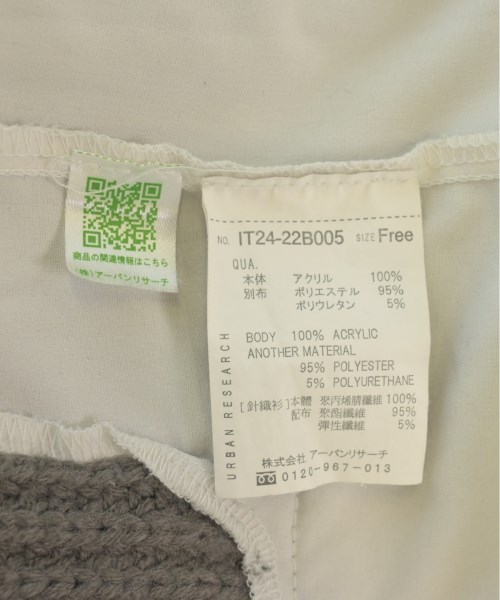 商品の関連情報はこちら
(株)アーバンリサーチ
NO. IT24-22B005 SIZE Free
QUA.
本体 アクリル 100%
別布 ポリエステル 95%
ポリウレタン 5%
BODY 100% ACRYLIC
ANOTHER MATERIAL
95% POLYESTER
5% POLYURETHANE
[針織衫]本體 聚丙烯腈纖維 100%
配布 聚酯纖維 95%
彈性纖維 5%
URBAN RESEARCH
株式会社 アーバンリサーチ
0120-967-013